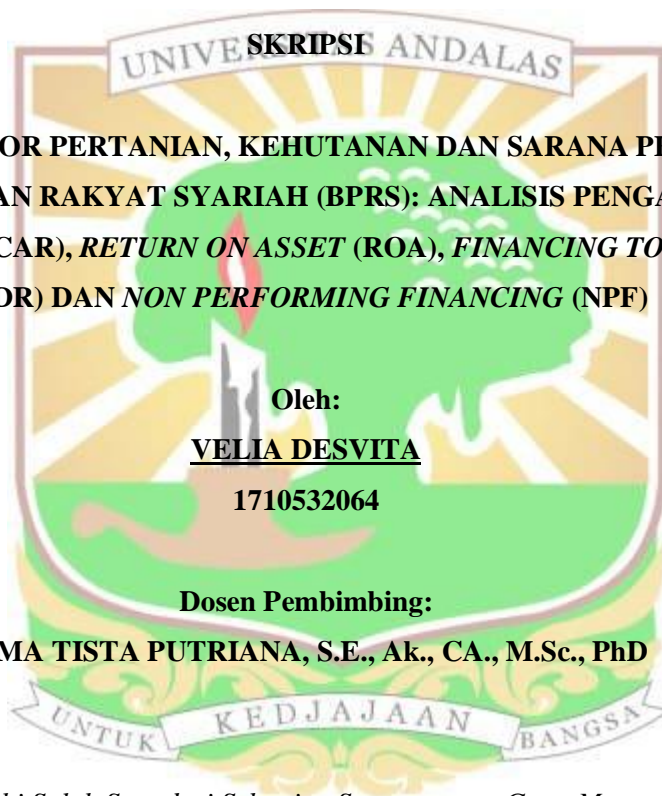 UNIVERSITAS ANDALAS
SKRIPSI
OR PERTANIAN, KEHUTANAN DAN SARANA PE
AN RAKYAT SYARIAH (BPRS): ANALISIS PENGA
CAR), RETURN ON ASSET (ROA), FINANCING TO
DR) DAN NON PERFORMING FINANCING (NPF)
Oleh:
VELIA DESVITA
1710532064
Dosen Pembimbing:
MA TISTA PUTRIANA, S.E., Ak., CA., M.Sc., PhD
UNTUK KEDJAJAAN BANGSA